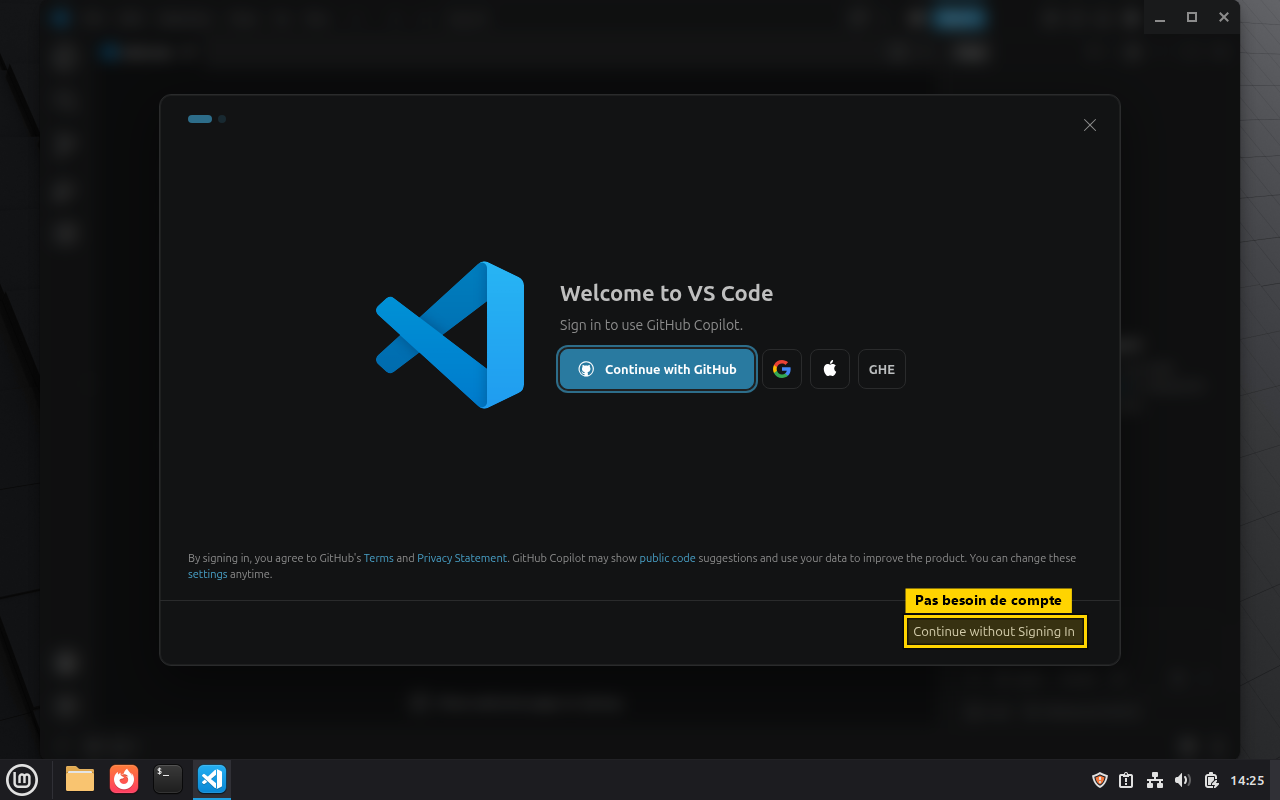 Welcome to VS Code
Sign in to use GitHub Copilot.
Continue with GitHub
GHE
By signing in, you agree to GitHub's Terms and Privacy Statement. GitHub Copilot may show public code suggestions and use your data to improve the product. You can change these
settings anytime.
Pas besoin de compte
Continue without Signing In
14:25